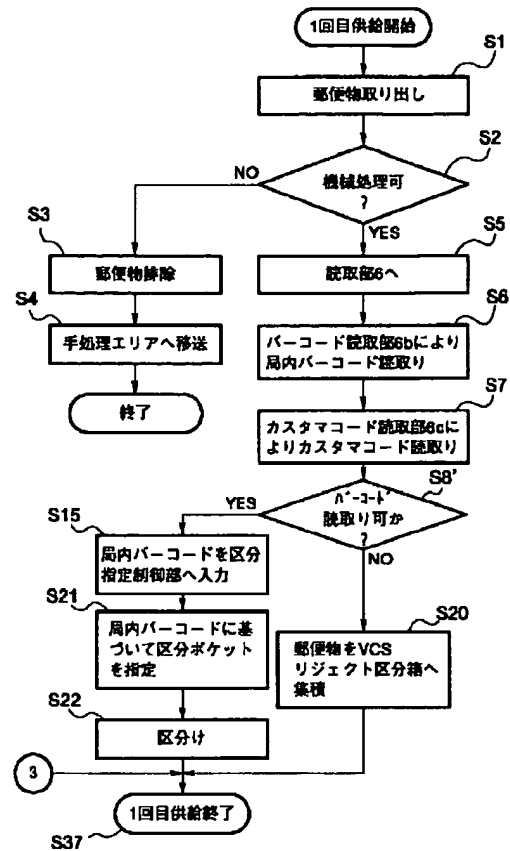 1回目供給開始
S1
郵便物取り出し
S2
機械処理可
?
NO
YES
S3
郵便物排除
S4
手処理エリアへ移送
終了
S5
読取部6へ
S6
バーコード読取部6bにより
局内バーコード読取り
S7
カスタマコード読取部6cに
よりカスタマコード読取り
S8'
バーコード
読取り可か
?
YES
NO
S15
局内バーコードを区分
指定制御部へ入力
S21
局内バーコードに基
づいて区分ポケット
を指定
S22
区分け
S20
郵便物をVCS
リジェクト区分箱へ
集積
3
1回目供給終了
S37